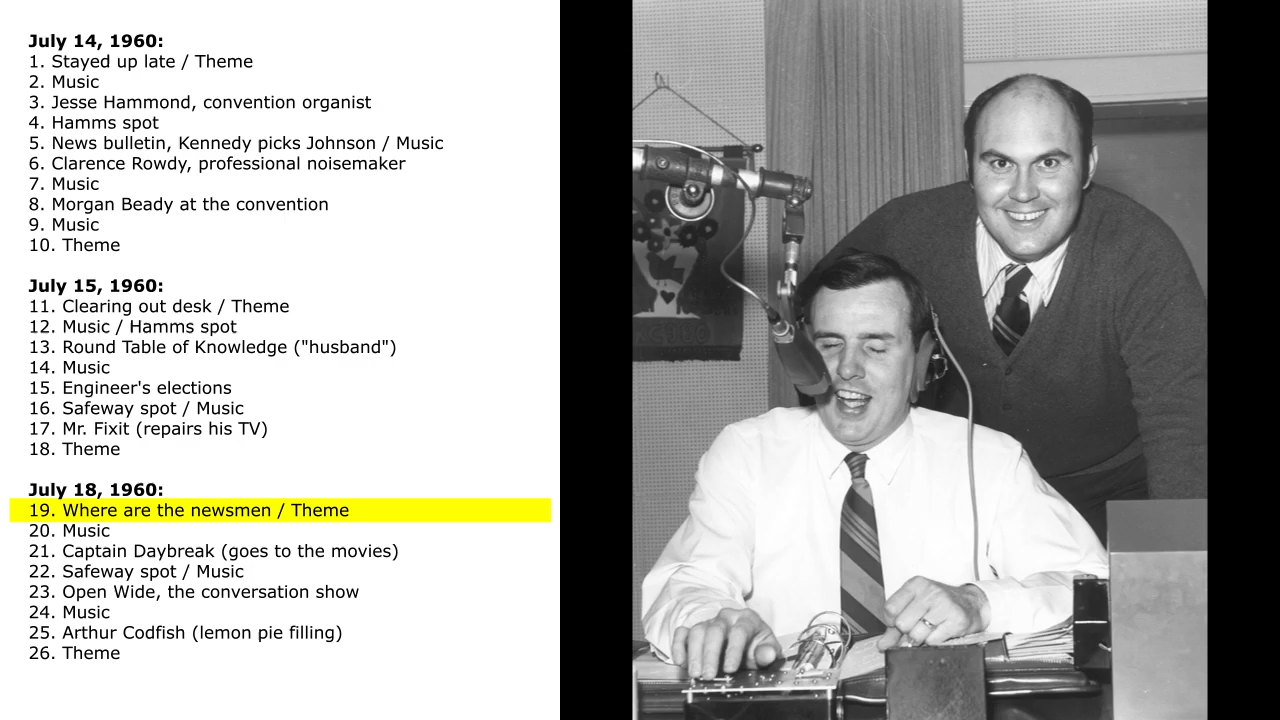 July 14, 1960:
1. Stayed up late / Theme
2. Music
3. Jesse Hammond, convention organist
4. Hamms spot
5. News bulletin, Kennedy picks Johnson / Music
6. Clarence Rowdy, professional noisemaker
7. Music
8. Morgan Beady at the convention
9. Music
10. Theme
July 15, 1960:
11. Clearing out desk / Theme
12. Music / Hamms spot
13. Round Table of Knowledge ("husband")
14. Music
15. Engineer's elections
16. Safeway spot / Music
17. Mr. Fixit (repairs his TV)
18. Theme
July 18, 1960:
19. Where are the newsmen / Theme
20. Music
21. Captain Daybreak (goes to the movies)
22. Safeway spot / Music
23. Open Wide, the conversation show
24. Music
25. Arthur Codfish (lemon pie filling)
26. Theme